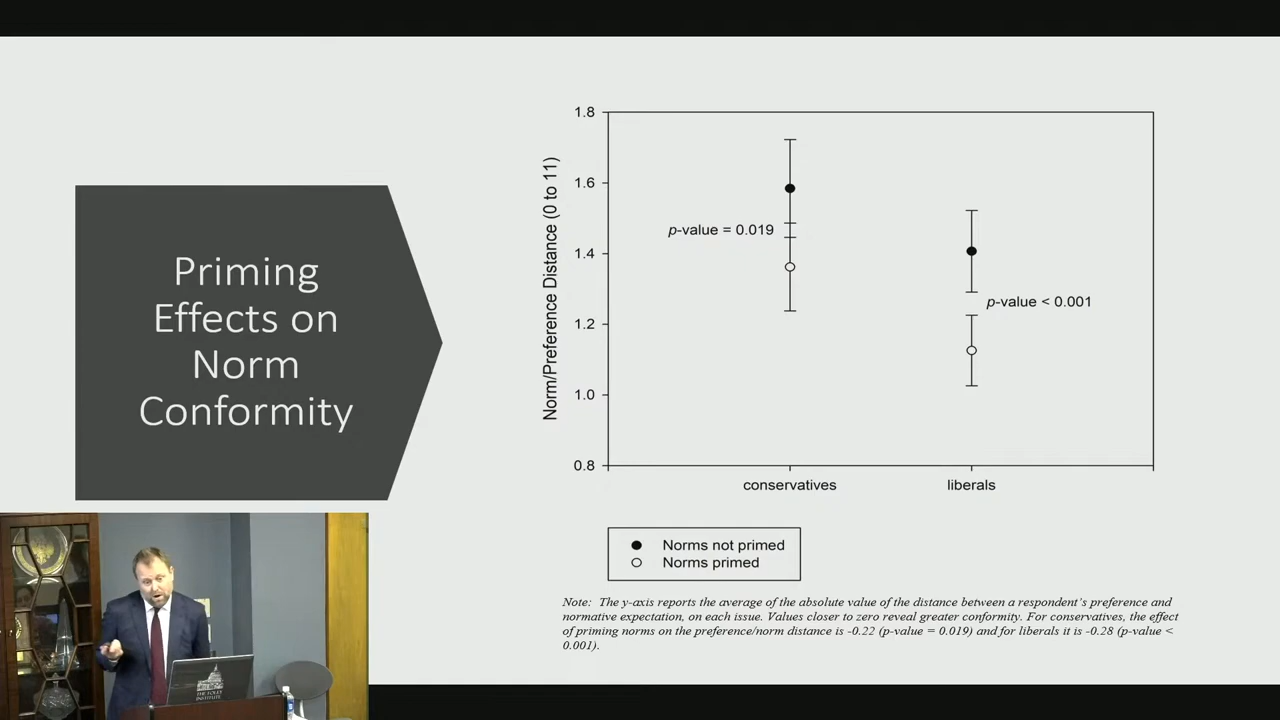 Priming
Effects on
Norm
Conformity
Norm/Preference Distance (0 to 11)
1.8
1.6
1.4
1.2
1.0
0.8
p-value = 0.019
p-value < 0.001
conservatives
liberals
Norms not primed
Norms primed
Note:  The y-axis reports the average of the absolute value of the distance between a respondent's preference and
normative expectation, on each issue. Values closer to zero reveal greater conformity. For conservatives, the effect
of priming norms on the preference/norm distance is -0.22 (p-value = 0.019) and for liberals it is -0.28 (p-value <
0.001).
THE FOLEY
INSTITUTE